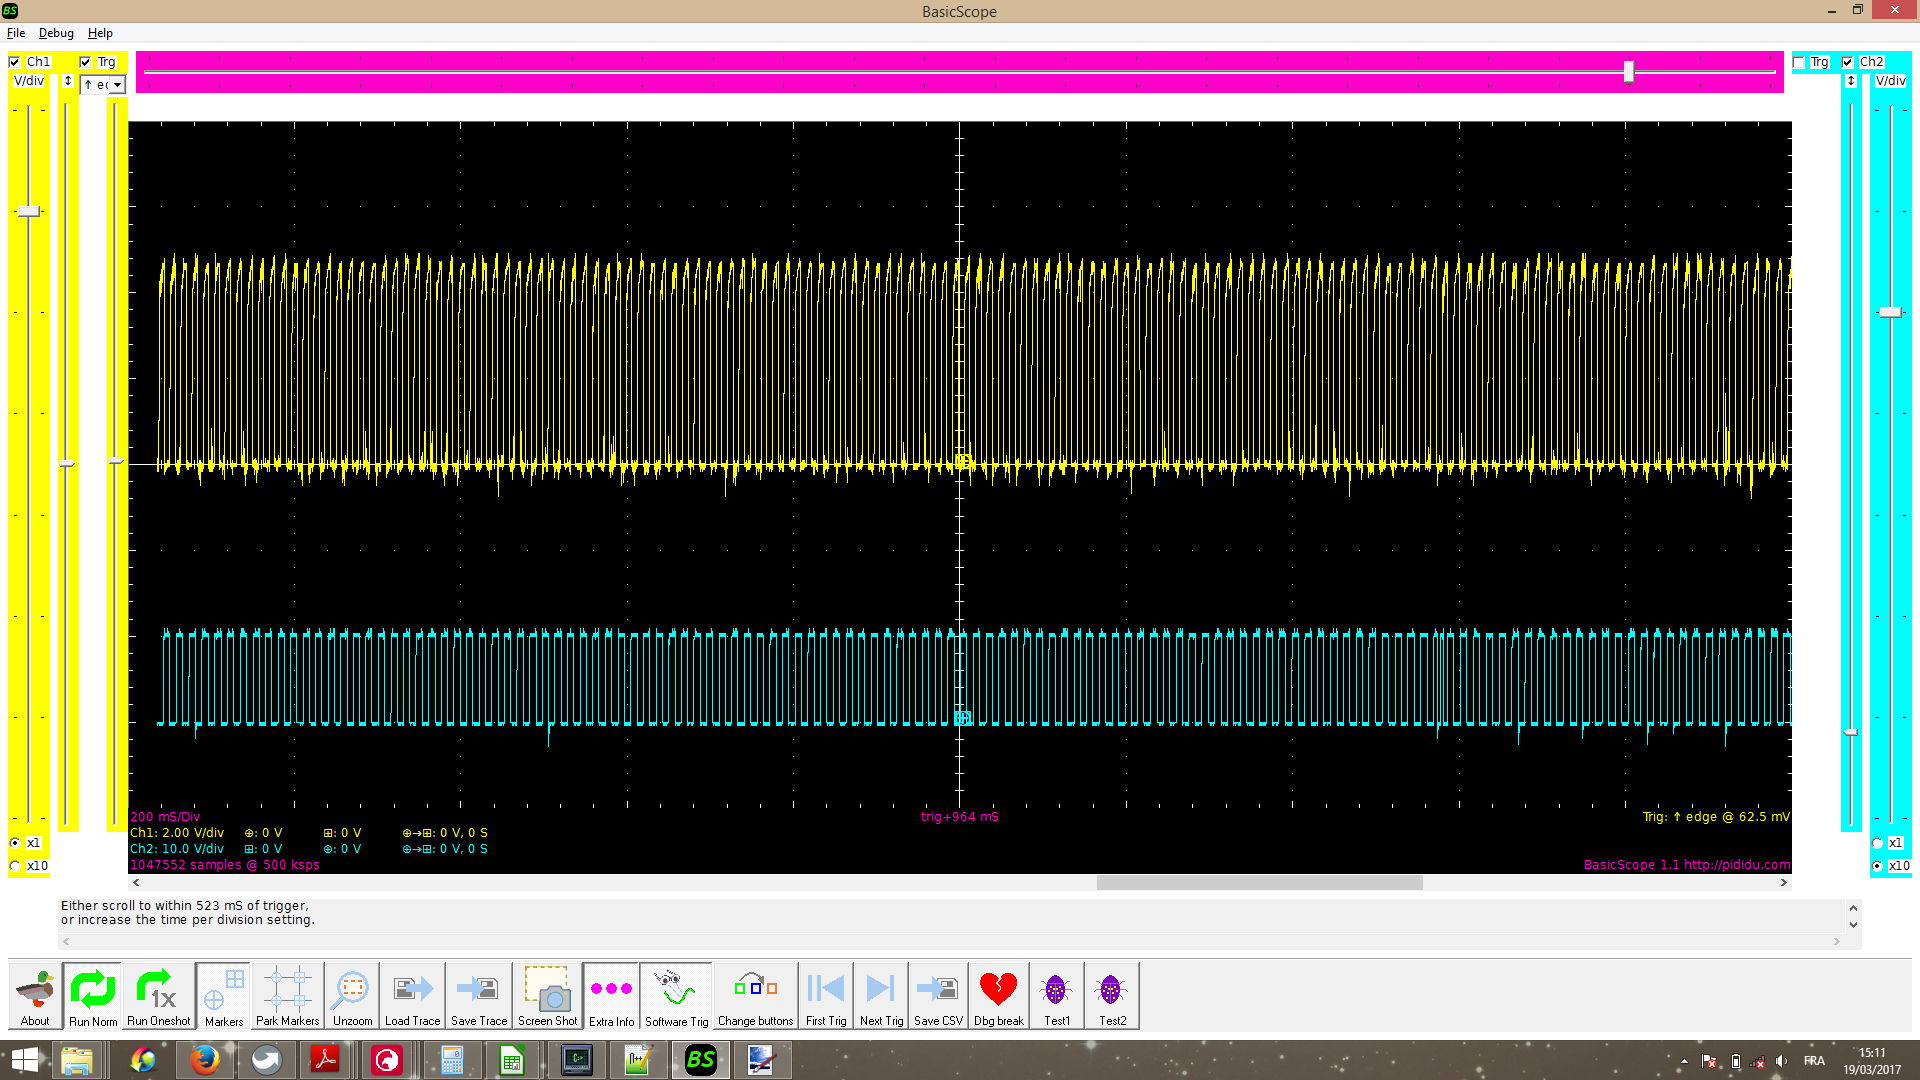 BS
BasicScope
File Debug Help
Ch1 Trg
Trg Ch2
V/div
↑ ec
V/div
200 mS/Div
trig+964 mS
Trig: ↑ edge @ 62.5 mV
Ch1: 2.00 V/div ⊕: 0 V ⊞: 0 V ⊕→⊞: 0 V, 0 S
Ch2: 10.0 V/div ⊞: 0 V ⊕: 0 V ⊕→⊞: 0 V, 0 S
1047552 samples @ 500 ksps
BasicScope 1.1 http://pididu.com
x1
x10
x1
x10
Either scroll to within 523 mS of trigger,
or increase the time per division setting.
1x
About Run Norm Run Oneshot Markers Park Markers Unzoom Load Trace Save Trace Screen Shot Extra Info Software Trig Change buttons First Trig Next Trig Save CSV Dbg break Test1 Test2
BS
FRA
15:11
19/03/2017